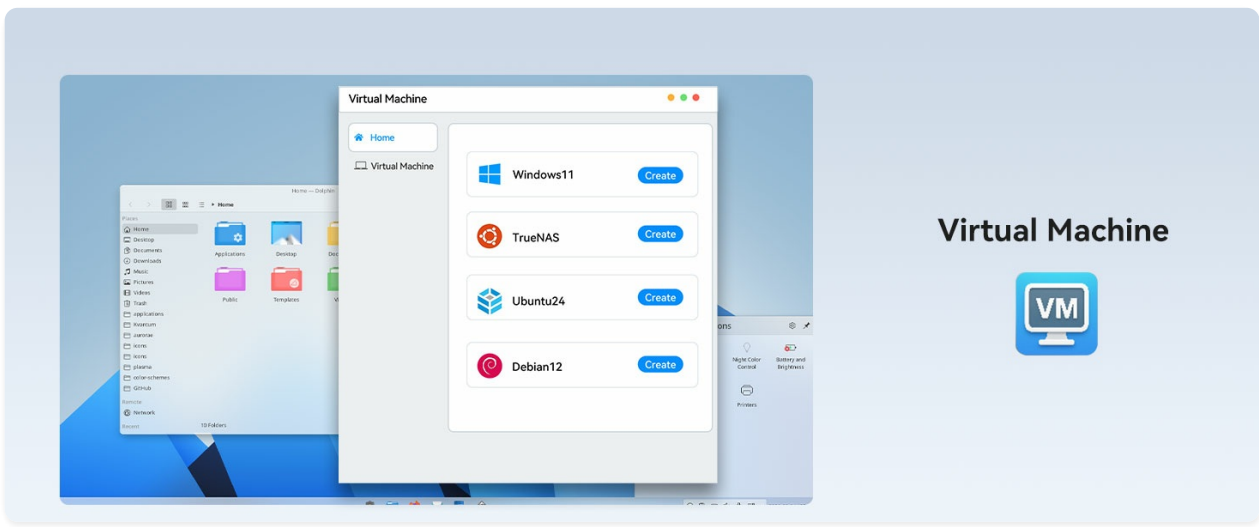 Virtual Machine
Home
Virtual Machine
Windows11
Create
TrueNAS
Create
Ubuntu24
Create
Debian12
Create
Home — Dolphin
Home
Places
Home
Desktop
Documents
Downloads
Music
Pictures
Videos
Trash
applications
Kvantum
aurorae
icons
icons
plasma
color-schemes
GitHub
Remote
Network
Recent
Applications
Desktop
Public
Templates
10 Folders
ons
Night Color
Control
Battery and
Brightness
Printers
Virtual Machine
VM